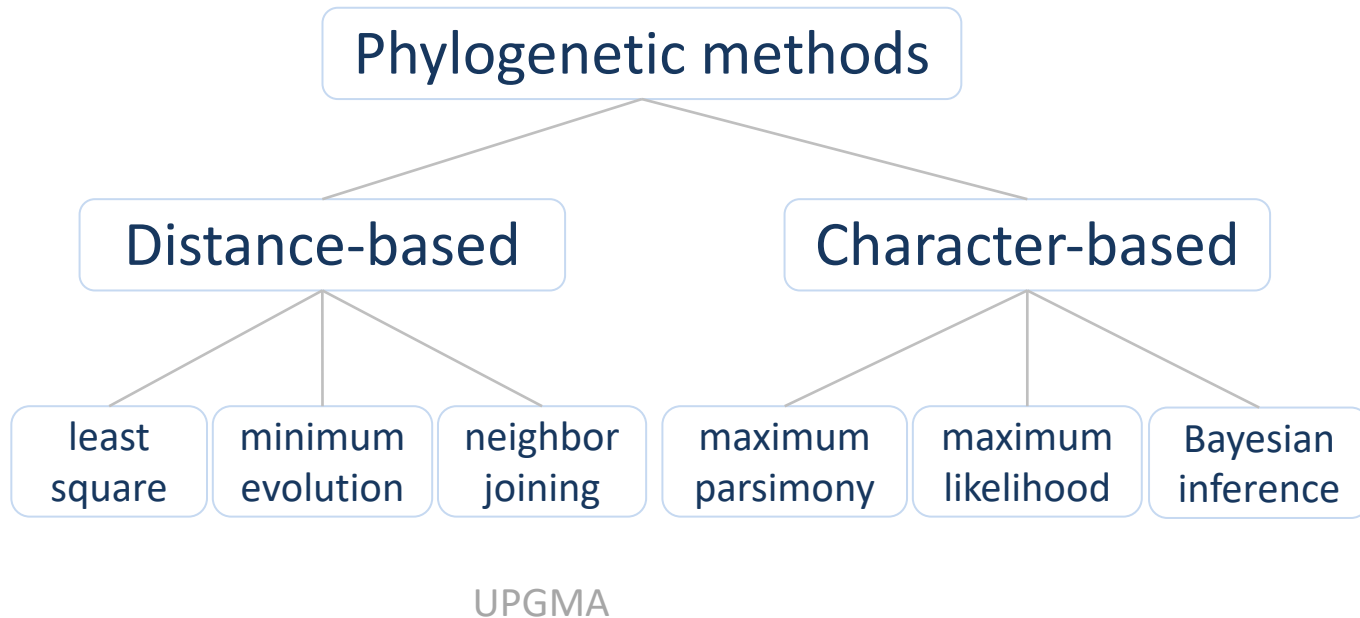 Phylogenetic methods
Distance-based
Character-based
least
square
minimum
evolution
neighbor
joining
maximum
parsimony
maximum
likelihood
Bayesian
inference
UPGMA